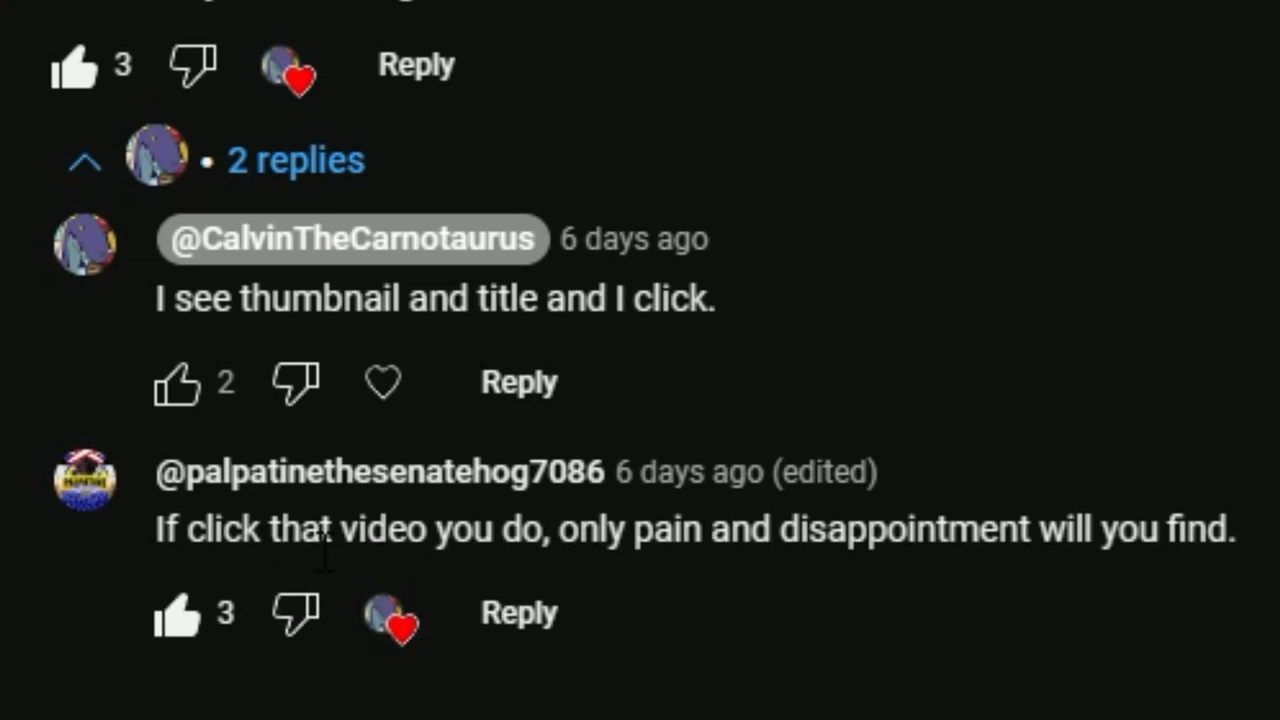 3 Reply
2 replies
@CalvinTheCarnotaurus 6 days ago
I see thumbnail and title and I click.
2 Reply
@palpatinethesenatehog7086 6 days ago (edited)
If click that video you do, only pain and disappointment will you find.
3 Reply